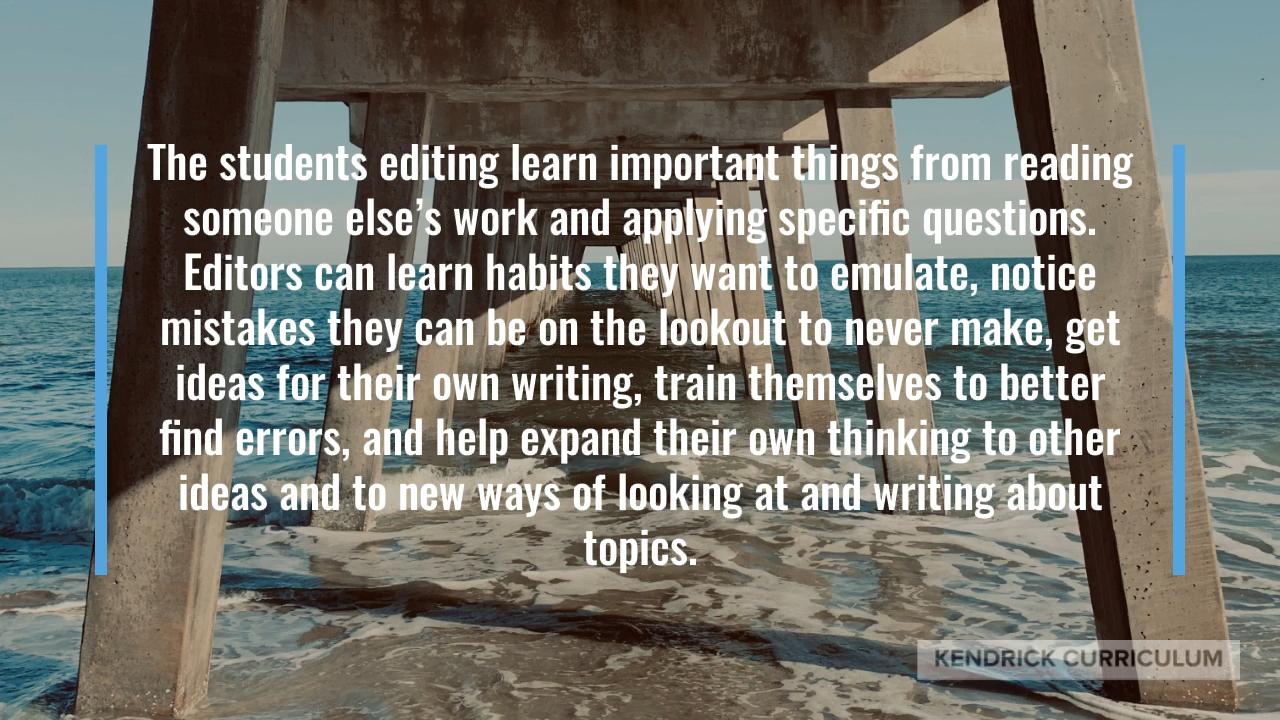 The students editing learn important things from reading
someone else’s work and applying specific questions.
Editors can learn habits they want to emulate, notice
mistakes they can be on the lookout to never make, get
ideas for their own writing, train themselves to better
find errors, and help expand their own thinking to other
ideas and to new ways of looking at and writing about
topics.
KENDRICK CURRICULUM